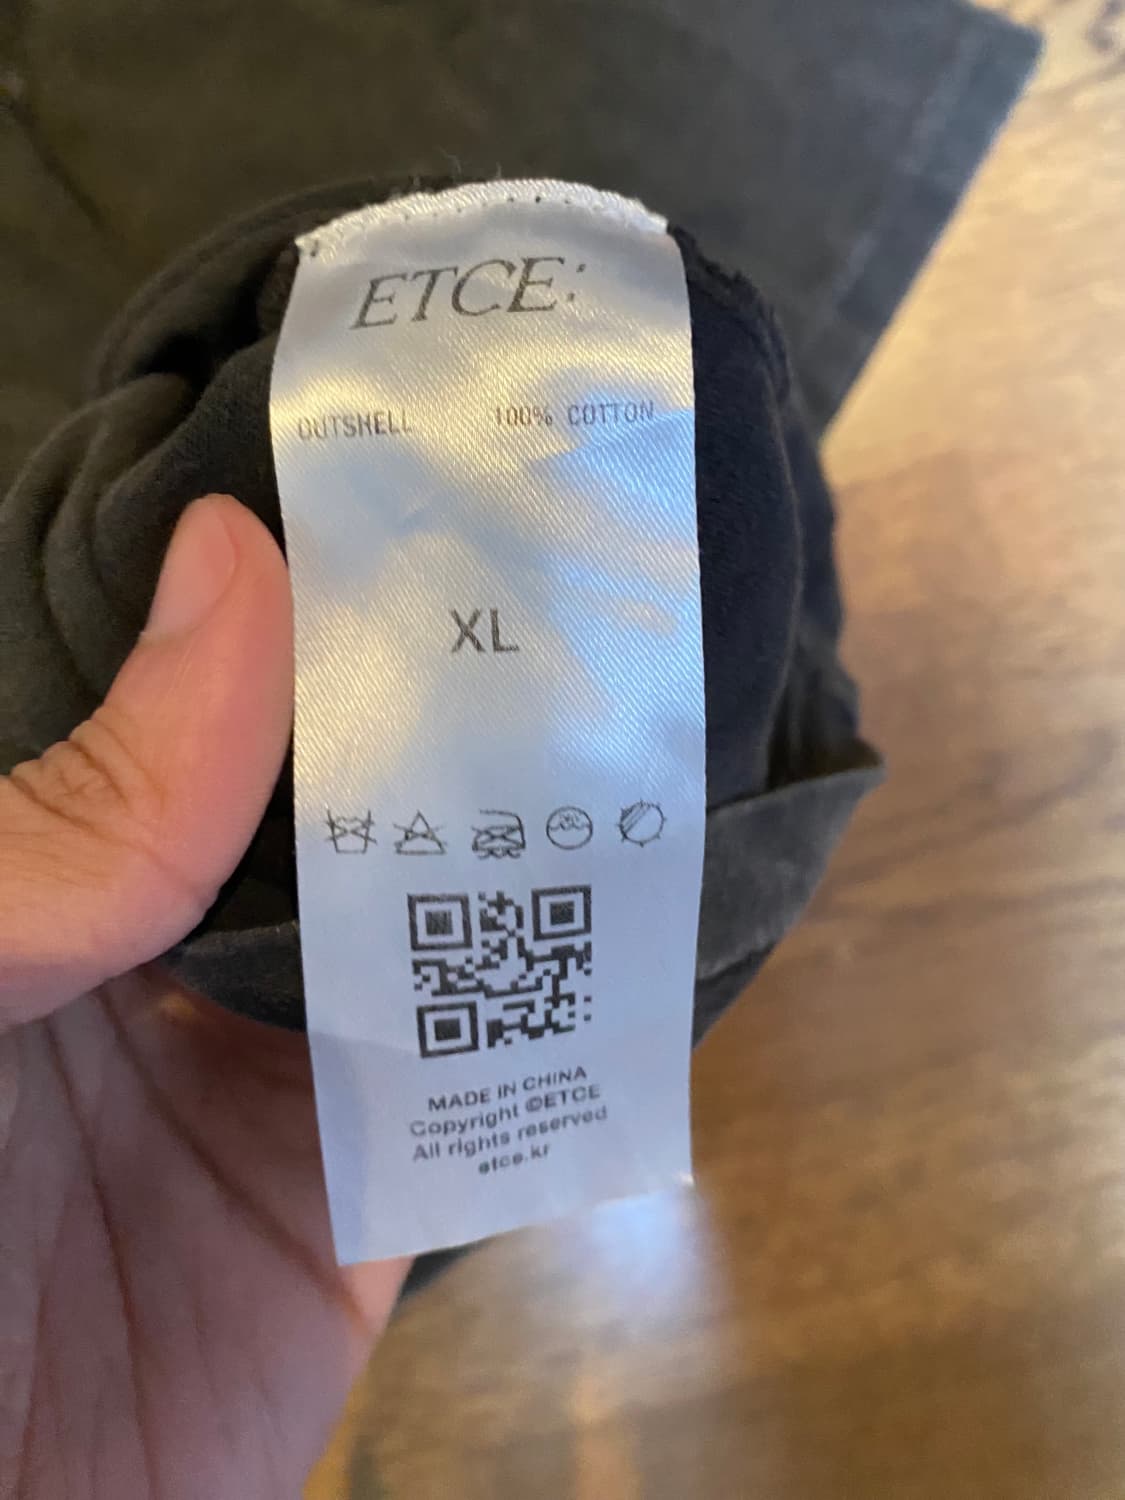 ETCE:
OUTSHELL 100% COTTON
XL
MADE IN CHINA
Copyright ©ETCE
All rights reserved
etce.kr